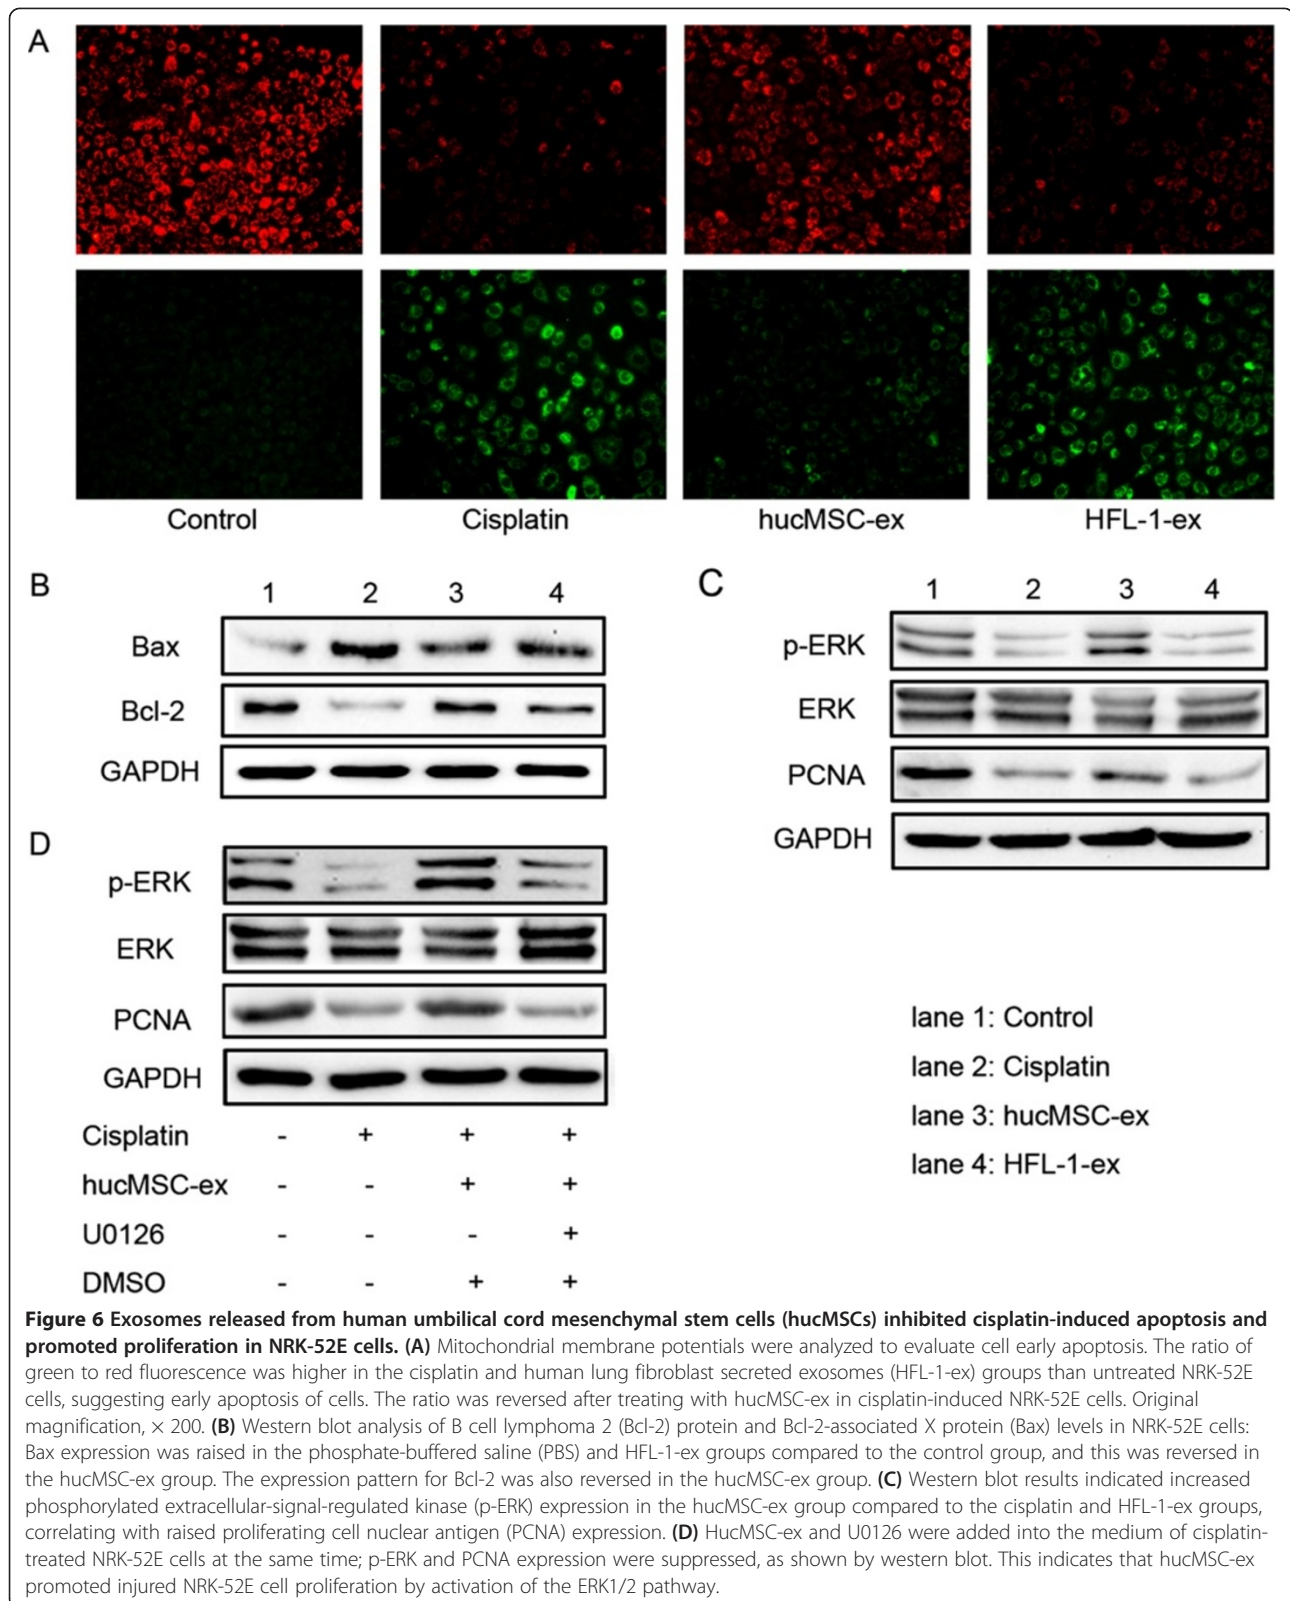 A
Control Cisplatin hucMSC-ex HFL-1-ex
B
1 2 3 4
Bax
Bcl-2
GAPDH
C
1 2 3 4
p-ERK
ERK
PCNA
GAPDH
D
p-ERK
ERK
PCNA
GAPDH
Cisplatin - + + +
hucMSC-ex - - + +
U0126 - - - +
DMSO - - + +
lane 1: Control
lane 2: Cisplatin
lane 3: hucMSC-ex
lane 4: HFL-1-ex
Figure 6 Exosomes released from human umbilical cord mesenchymal stem cells (hucMSCs) inhibited cisplatin-induced apoptosis and
promoted proliferation in NRK-52E cells. (A) Mitochondrial membrane potentials were analyzed to evaluate cell early apoptosis. The ratio of
green to red fluorescence was higher in the cisplatin and human lung fibroblast secreted exosomes (HFL-1-ex) groups than untreated NRK-52E
cells, suggesting early apoptosis of cells. The ratio was reversed after treating with hucMSC-ex in cisplatin-induced NRK-52E cells. Original
magnification, × 200. (B) Western blot analysis of B cell lymphoma 2 (Bcl-2) protein and Bcl-2-associated X protein (Bax) levels in NRK-52E cells:
Bax expression was raised in the phosphate-buffered saline (PBS) and HFL-1-ex groups compared to the control group, and this was reversed in
the hucMSC-ex group. The expression pattern for Bcl-2 was also reversed in the hucMSC-ex group. (C) Western blot results indicated increased
phosphorylated extracellular-signal-regulated kinase (p-ERK) expression in the hucMSC-ex group compared to the cisplatin and HFL-1-ex groups,
correlating with raised proliferating cell nuclear antigen (PCNA) expression. (D) HucMSC-ex and U0126 were added into the medium of cisplatin-
treated NRK-52E cells at the same time; p-ERK and PCNA expression were suppressed, as shown by western blot. This indicates that hucMSC-ex
promoted injured NRK-52E cell proliferation by activation of the ERK1/2 pathway.